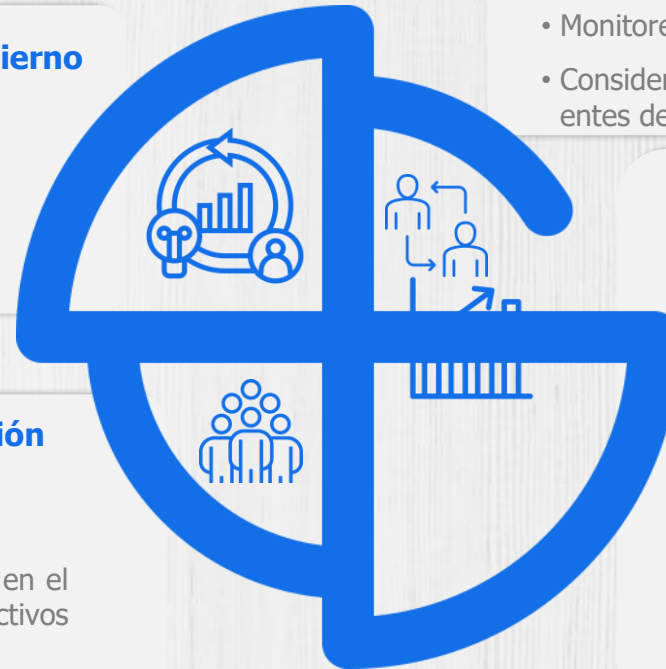 ierno
• Monitore
• Consider
entes de
ión
en el
ctivos